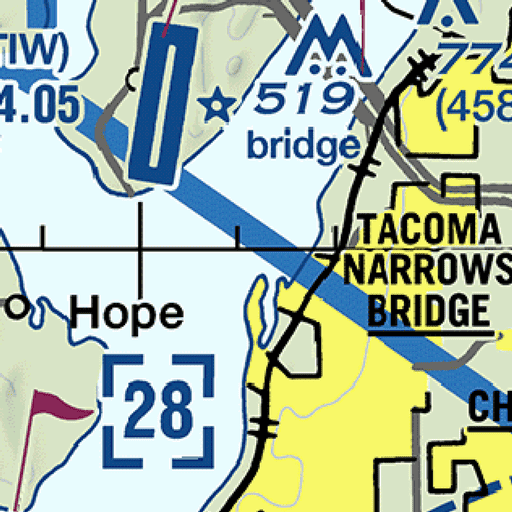 TIW)
4.05
519
bridge
774
(458
TACOMA
NARROWS
BRIDGE
Hope
28
CH